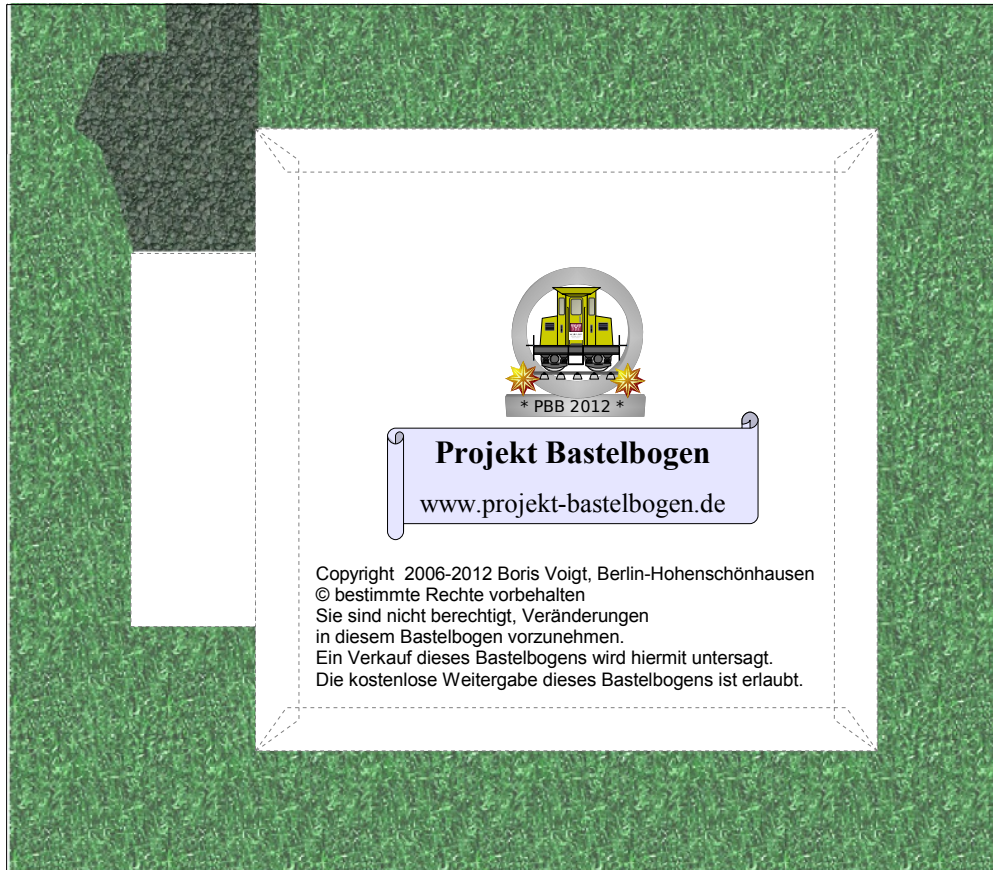 * PBB 2012 *
Projekt Bastelbogen
www.projekt-bastelbogen.de
Copyright  2006-2012 Boris Voigt, Berlin-Hohenschönhausen
© bestimmte Rechte vorbehalten
Sie sind nicht berechtigt, Veränderungen
in diesem Bastelbogen vorzunehmen.
Ein Verkauf dieses Bastelbogens wird hiermit untersagt.
Die kostenlose Weitergabe dieses Bastelbogens ist erlaubt.